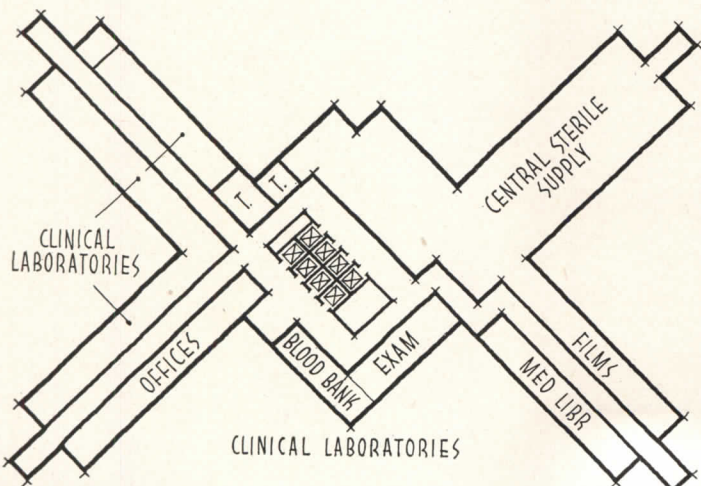 CENTRAL STERILE
SUPPLY
T.
T.
CLINICAL
LABORATORIES
OFFICES
BLOOD BANK
EXAM
MED LIBR
FILMS
CLINICAL LABORATORIES